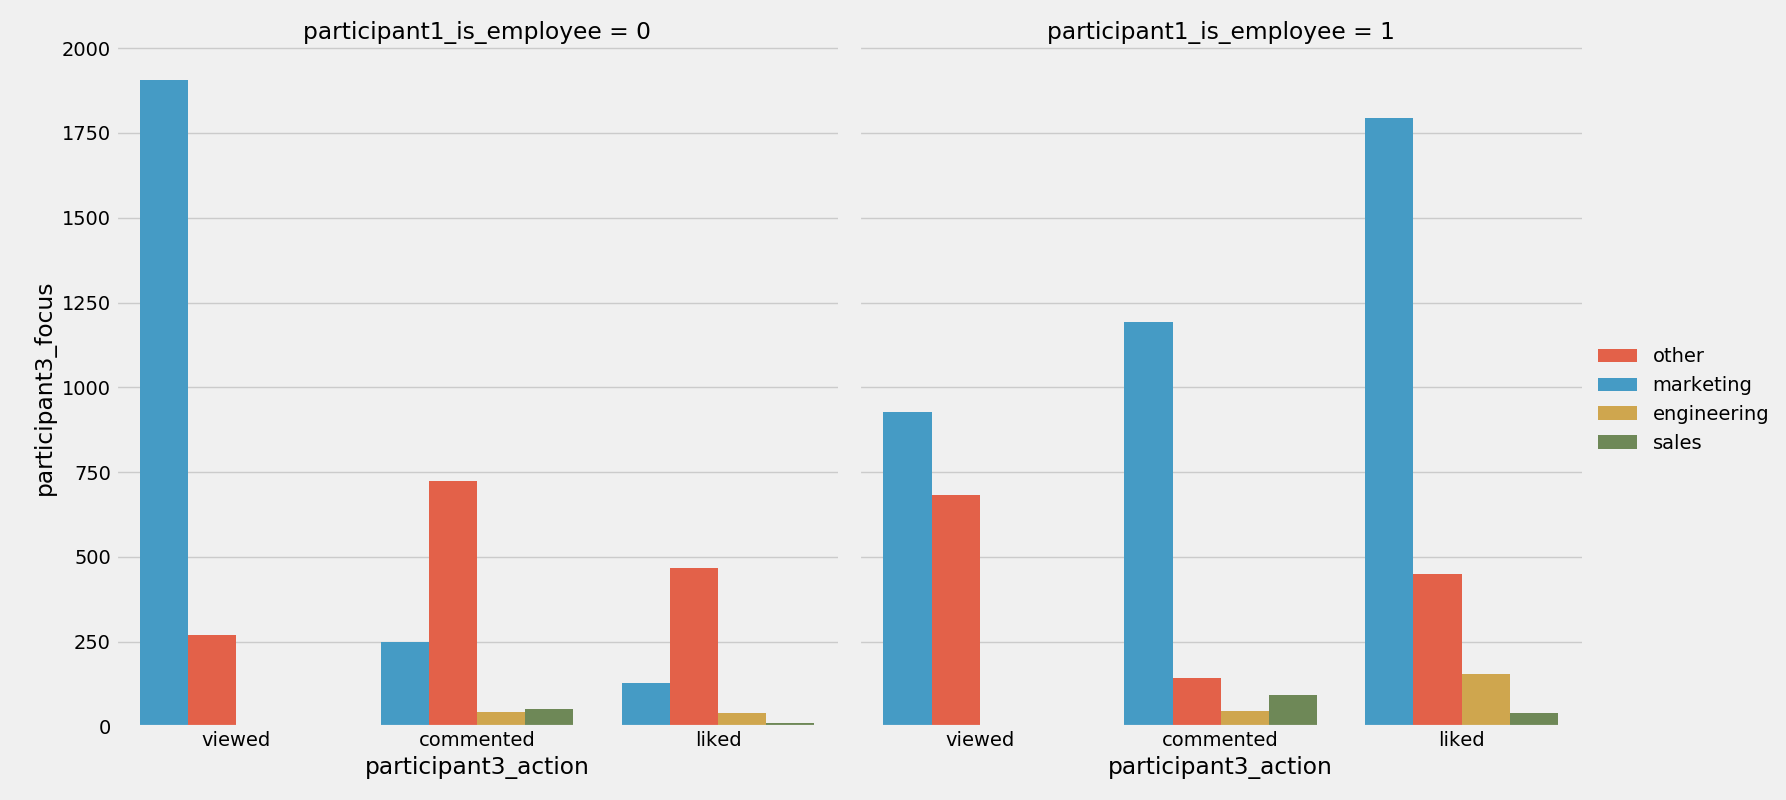 participant1_is_employee = 0
participant1_is_employee = 1
2000
1750
1500
1250
1000
750
500
250
0
participant3_focus
viewed commented liked
viewed commented liked
participant3_action
participant3_action
other
marketing
engineering
sales